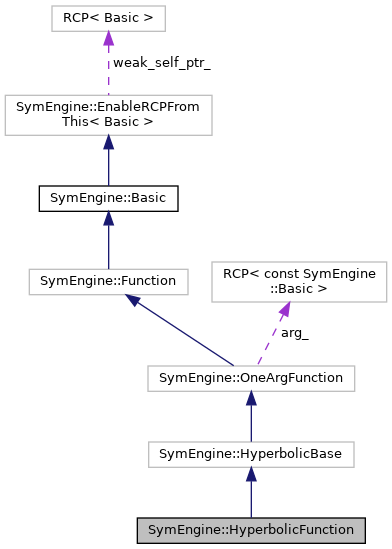 RCP< Basic >
weak_self_ptr_
SymEngine::EnableRCPFrom
This< Basic >
SymEngine::Basic
SymEngine::Function
RCP< const SymEngine
::Basic >
arg_
SymEngine::OneArgFunction
SymEngine::HyperbolicBase
SymEngine::HyperbolicFunction